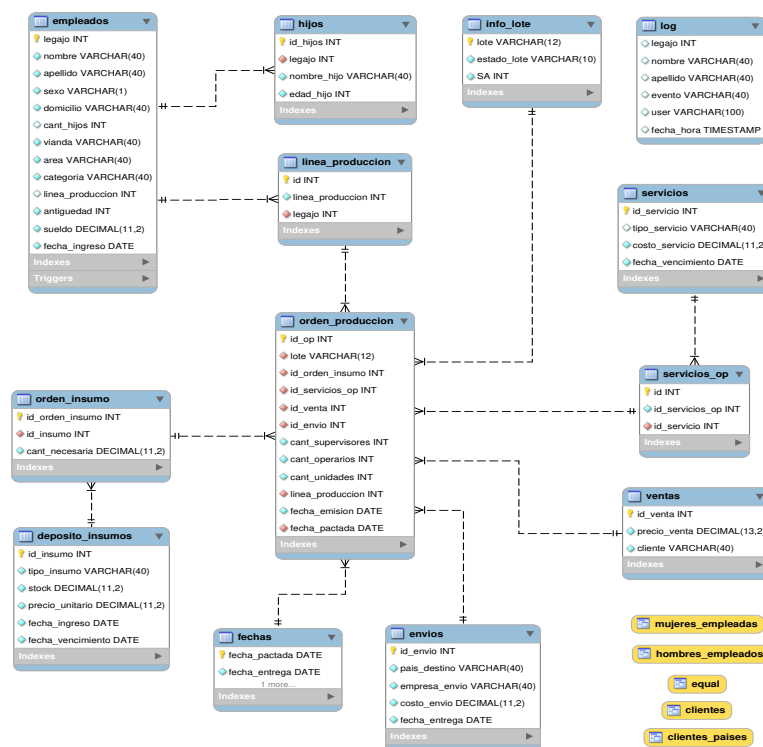 empleados
legajo INT
nombre VARCHAR(40)
apellido VARCHAR(40)
sexo VARCHAR(1)
domicilio VARCHAR(40)
cant_hijos INT
vianda VARCHAR(40)
area VARCHAR(40)
categoria VARCHAR(40)
linea_produccion INT
antiguedad INT
sueldo DECIMAL(11,2)
fecha_ingreso DATE
Indexes
Triggers
hijos
id_hijos INT
legajo INT
nombre_hijo VARCHAR(40)
edad_hijo INT
Indexes
info_lote
lote VARCHAR(12)
estado_lote VARCHAR(10)
SA INT
Indexes
log
legajo INT
nombre VARCHAR(40)
apellido VARCHAR(40)
evento VARCHAR(40)
user VARCHAR(100)
fecha_hora TIMESTAMP
Indexes
linea_produccion
id INT
linea_produccion INT
legajo INT
Indexes
servicios
id_servicio INT
tipo_servicio VARCHAR(40)
costo_servicio DECIMAL(11,2
fecha_vencimiento DATE
Indexes
orden_produccion
id_op INT
lote VARCHAR(12)
id_orden_insumo INT
id_servicios_op INT
id_venta INT
id_envio INT
cant_supervisores INT
cant_operarios INT
cant_unidades INT
linea_produccion INT
fecha_emision DATE
fecha_pactada DATE
Indexes
servicios_op
id INT
id_servicios_op INT
id_servicio INT
Indexes
orden_insumo
id_orden_insumo INT
id_insumo INT
cant_necesaria DECIMAL(11,2)
Indexes
ventas
id_venta INT
precio_venta DECIMAL(13,2
cliente VARCHAR(40)
Indexes
deposito_insumos
id_insumo INT
tipo_insumo VARCHAR(40)
stock DECIMAL(11,2)
precio_unitario DECIMAL(11,2)
fecha_ingreso DATE
fecha_vencimiento DATE
Indexes
fechas
fecha_pactada DATE
fecha_entrega DATE
1 more...
Indexes
envios
id_envio INT
pais_destino VARCHAR(40)
empresa_envio VARCHAR(40)
costo_envio DECIMAL(11,2)
fecha_entrega DATE
Indexes
mujeres_empleadas
hombres_empleados
equal
clientes
clientes_paises